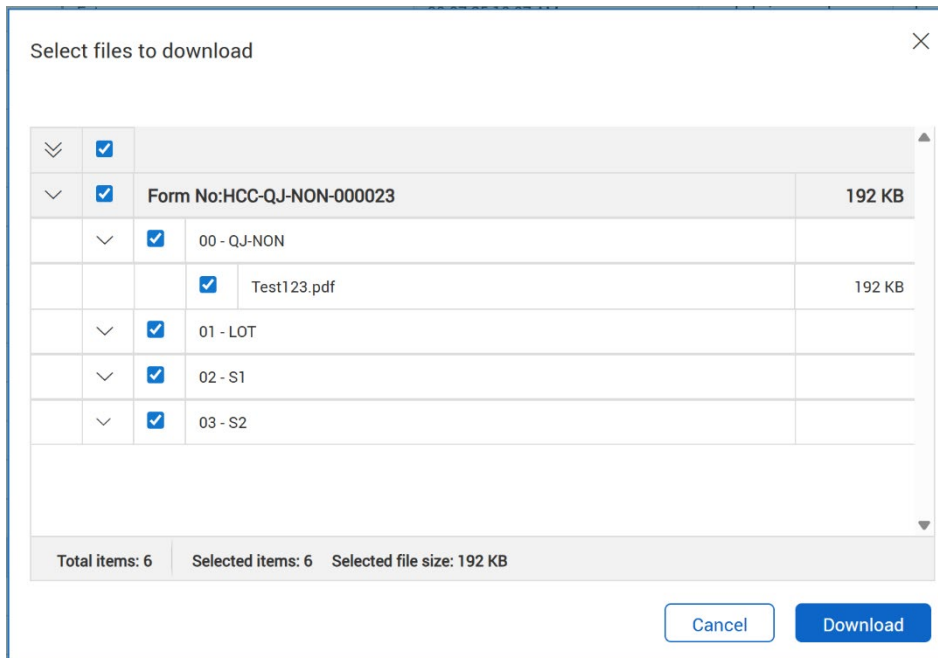 Select files to download
Form No:HCC-QJ-NON-000023 192 KB
00 - QJ-NON
Test123.pdf 192 KB
01 - LOT
02 - S1
03 - S2
Total items: 6 Selected items: 6 Selected file size: 192 KB
Cancel Download